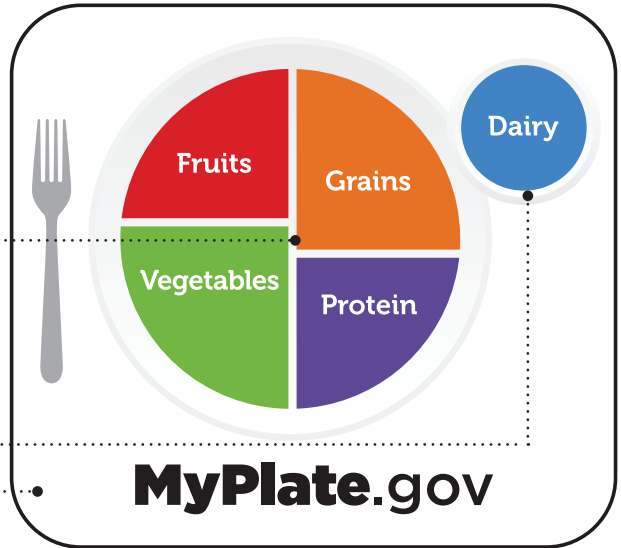 Fruits
Grains
Dairy
Vegetables
Protein
MyPlate.gov